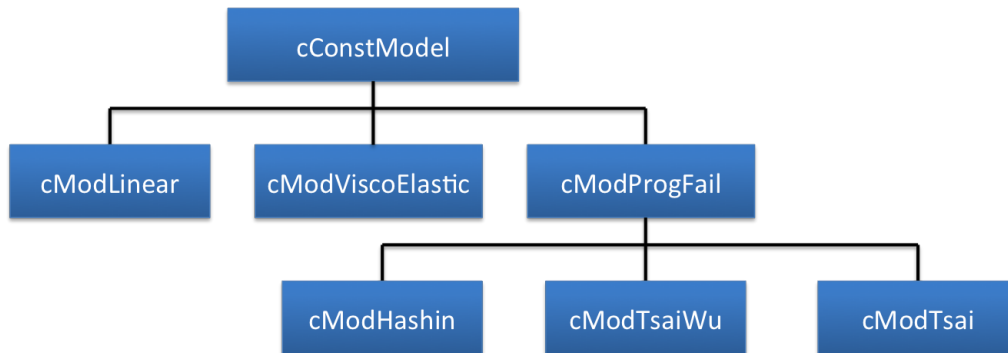 cConstModel
cModLinear
cModViscoElastic
cModProgFail
cModHashin
cModTsaiWu
cModTsai